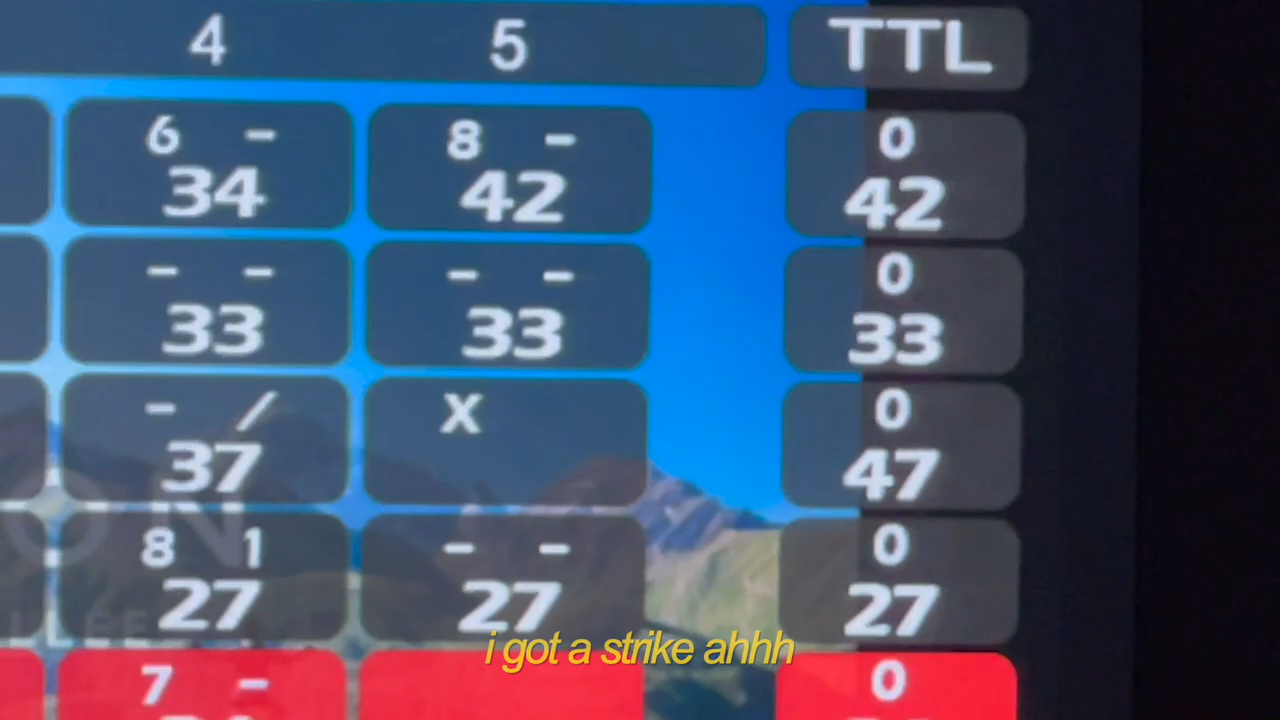 4 5 TTL
6 - 8 - 0
34 42 42
- - - - 0
33 33 33
- / X 0
37 47
ON
8 1 - - 0
27 27 27
i got a strike ahhh
7 - 0